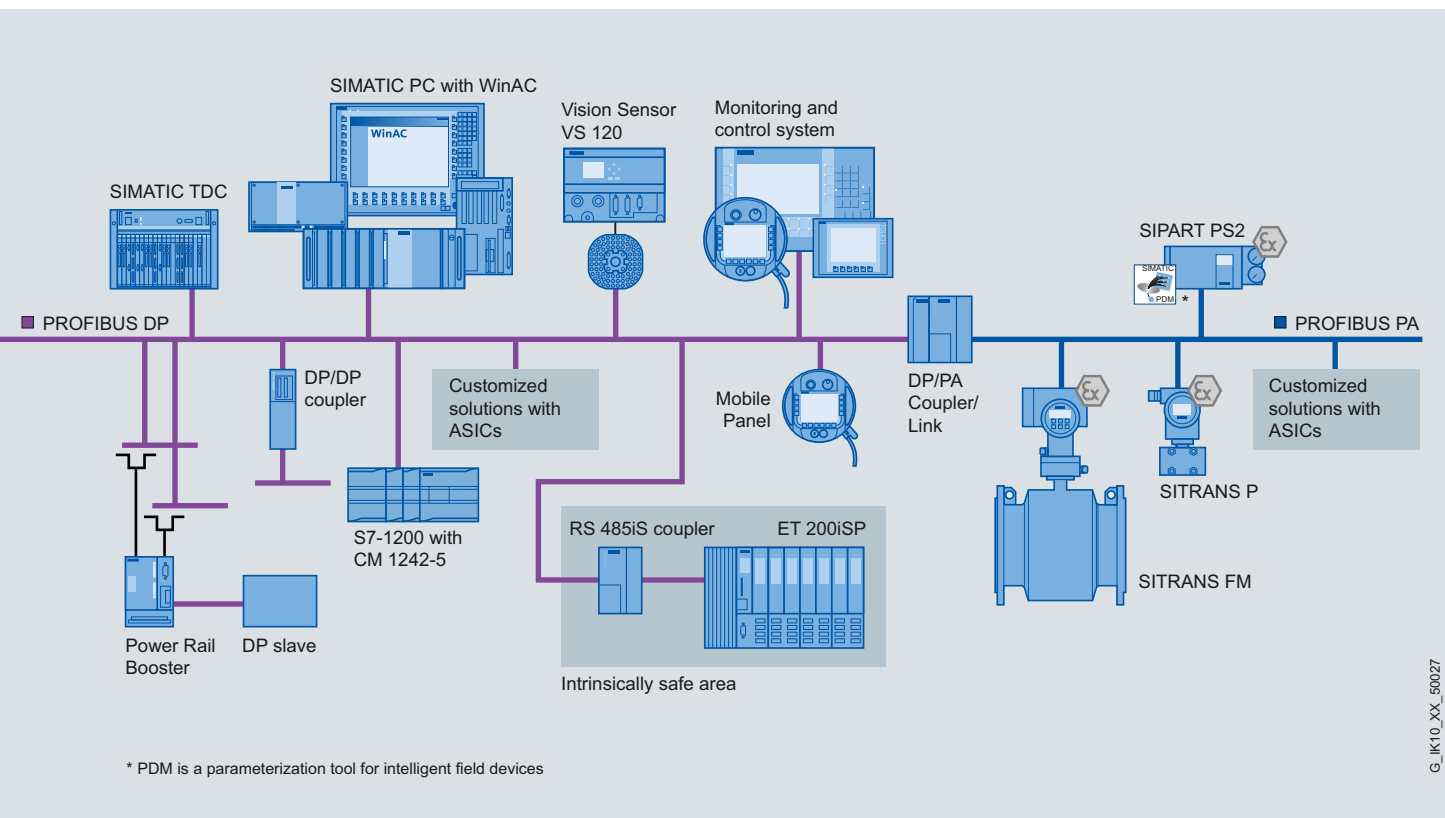 SIMATIC PC with WinAC
WinAC
Vision Sensor
VS 120
Monitoring and
control system
SIMATIC TDC
SIPART PS2
Ex
SIMATIC
PDM
*
PROFIBUS DP
PROFIBUS PA
DP/DP
coupler
Customized
solutions with
ASICs
Mobile
Panel
DP/PA
Coupler/
Link
Ex
Ex
Customized
solutions with
ASICs
SITRANS P
S7-1200 with
CM 1242-5
RS 485iS coupler
ET 200iSP
SITRANS FM
Power Rail
Booster
DP slave
Intrinsically safe area
G_IK10_XX_50027
* PDM is a parameterization tool for intelligent field devices